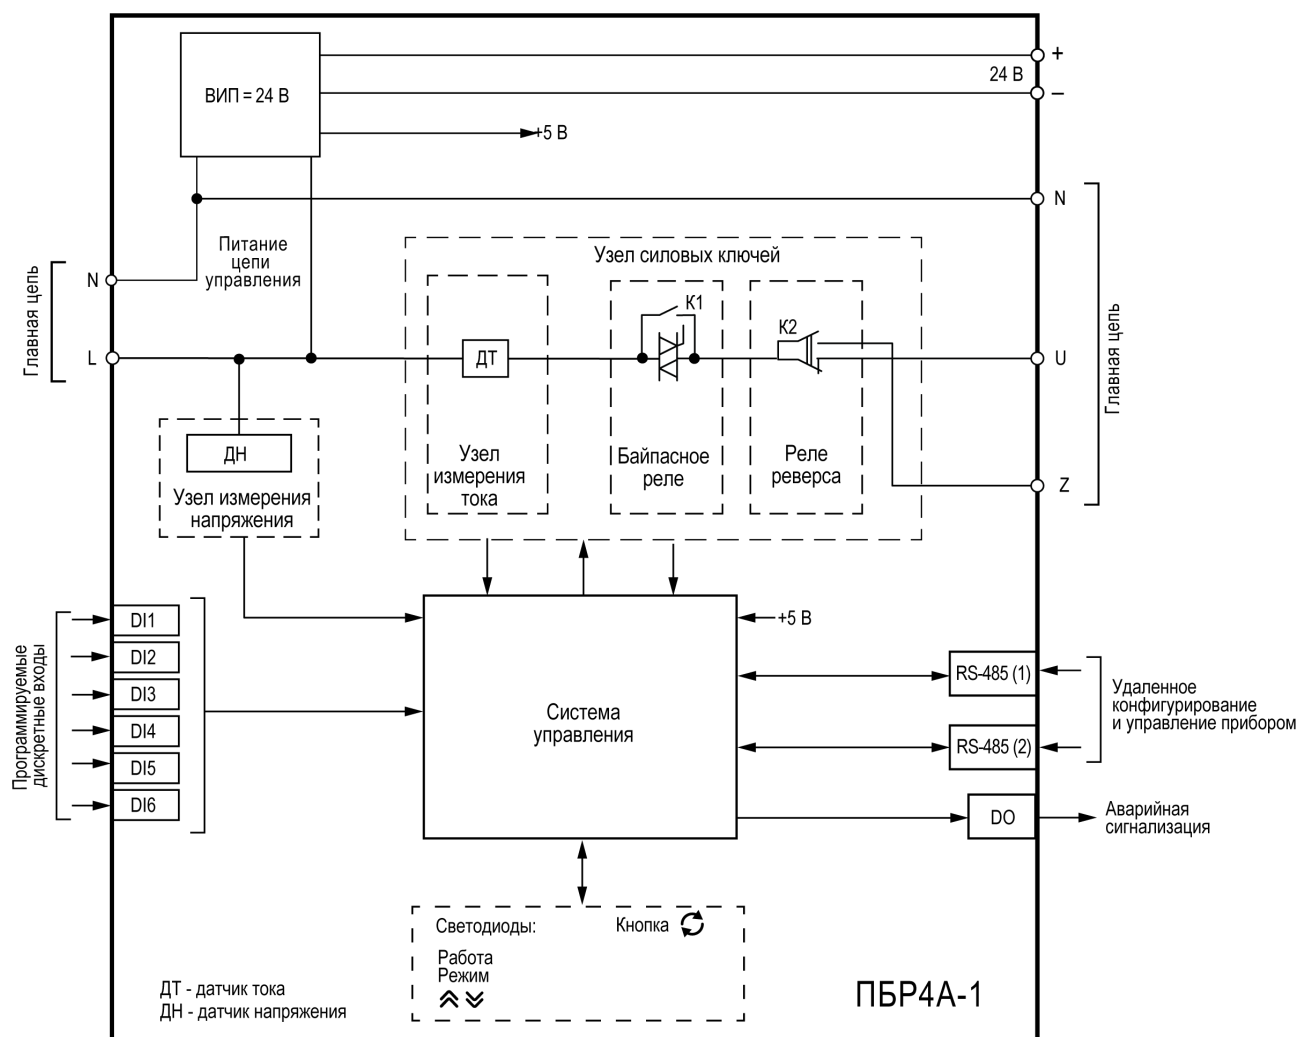 ВИП = 24 В
+
24 В
–
+5 В
N
Питание
цепи
управления
Узел силовых ключей
Главная цепь
N
L
ДТ
К1
К2
U
Главная цепь
ДН
Узел измерения
напряжения
Узел
измерения
тока
Байпасное
реле
Реле
реверса
Z
Программируемые
дискретные входы
DI1
DI2
DI3
DI4
DI5
DI6
Система
управления
+5 В
RS-485 (1)
RS-485 (2)
Удаленное
конфигурирование
и управление прибором
DO
Аварийная
сигнализация
Светодиоды:
Кнопка
Работа
Режим
ДТ - датчик тока
ДН - датчик напряжения
ПБР4А-1